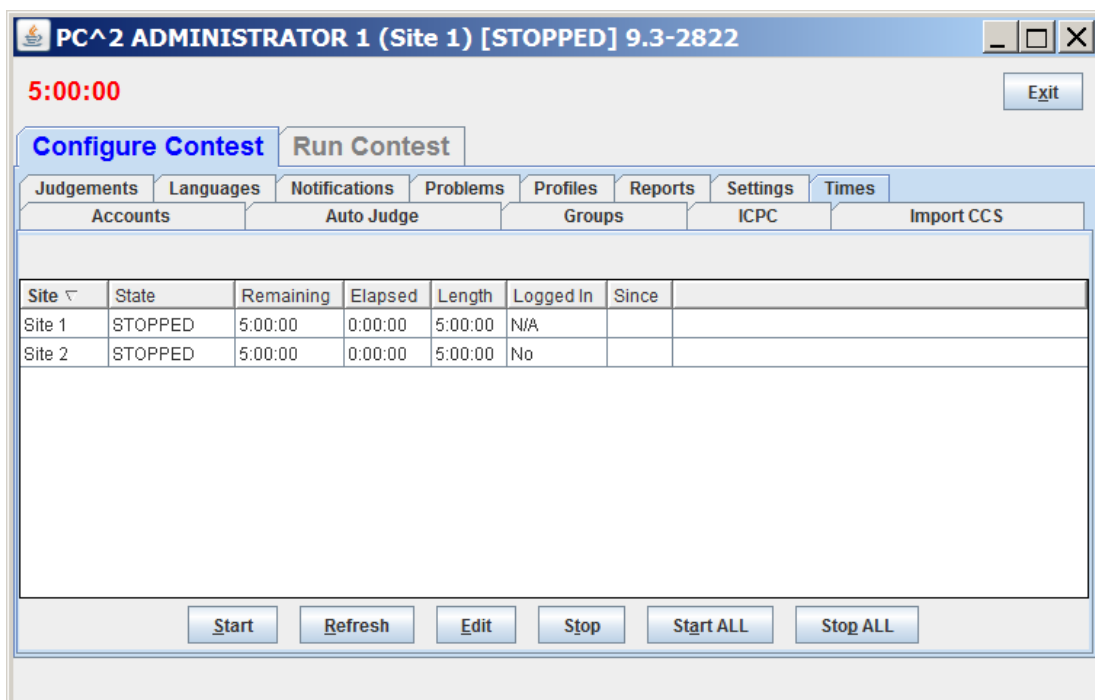 PC^2 ADMINISTRATOR 1 (Site 1) [STOPPED] 9.3-2822
5:00:00 Exit
Configure Contest Run Contest
Judgements Languages Notifications Problems Profiles Reports Settings Times
Accounts Auto Judge Groups ICPC Import CCS
Site State Remaining Elapsed Length Logged In Since
Site 1 STOPPED 5:00:00 0:00:00 5:00:00 N/A
Site 2 STOPPED 5:00:00 0:00:00 5:00:00 No
Start Refresh Edit Stop Start ALL Stop ALL